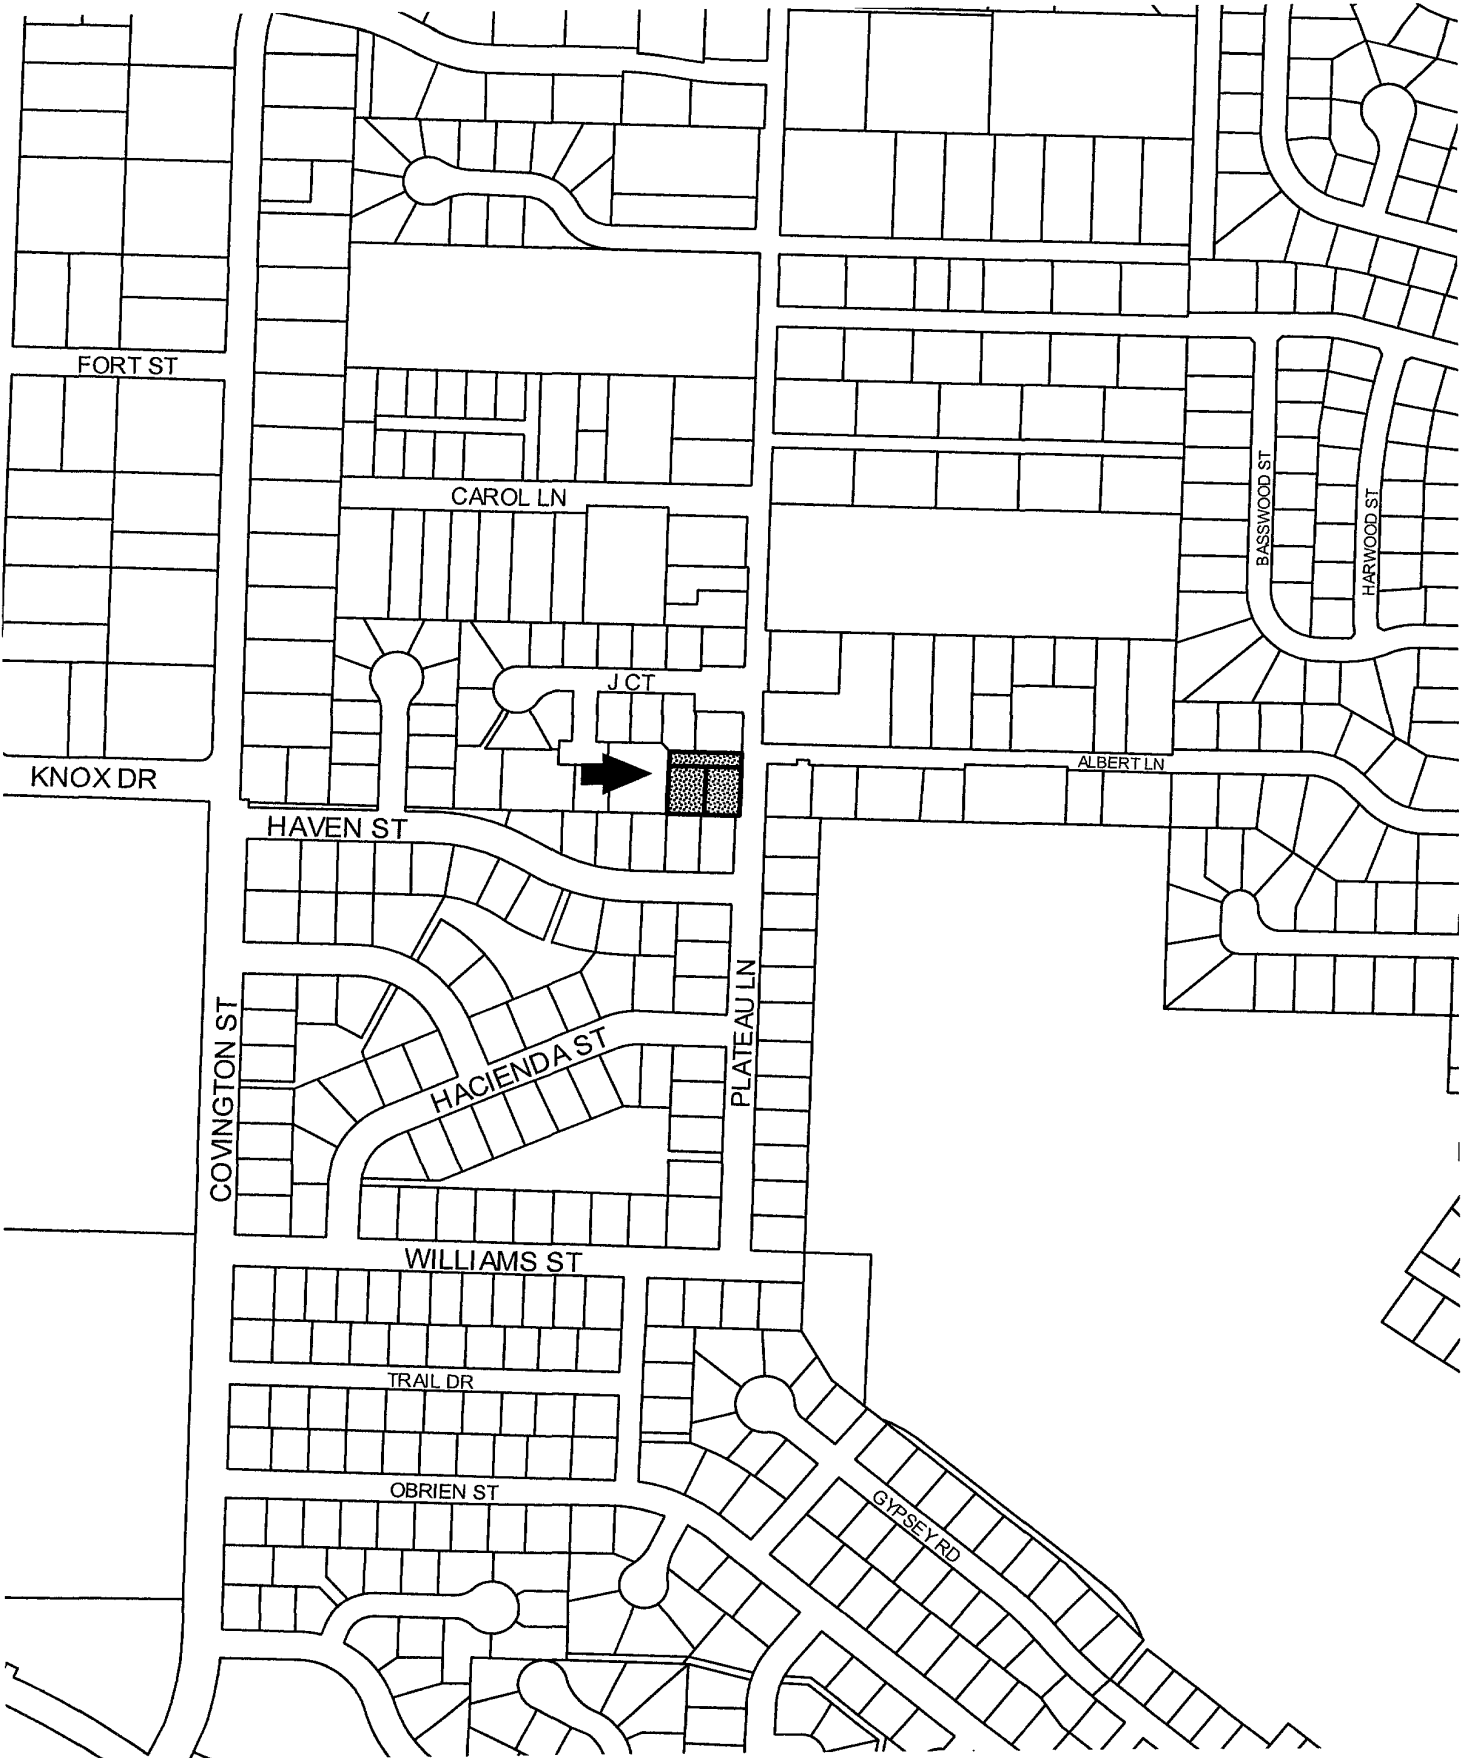 FORT ST
CAROL LN
BASSWOOD ST
HARWOOD ST
J CT
KNOX DR
ALBERT LN
HAVEN ST
COVINGTON ST
HACIENDA ST
PLATEAU LN
WILLIAMS ST
TRAIL DR
OBRIEN ST
GYPSEY RD